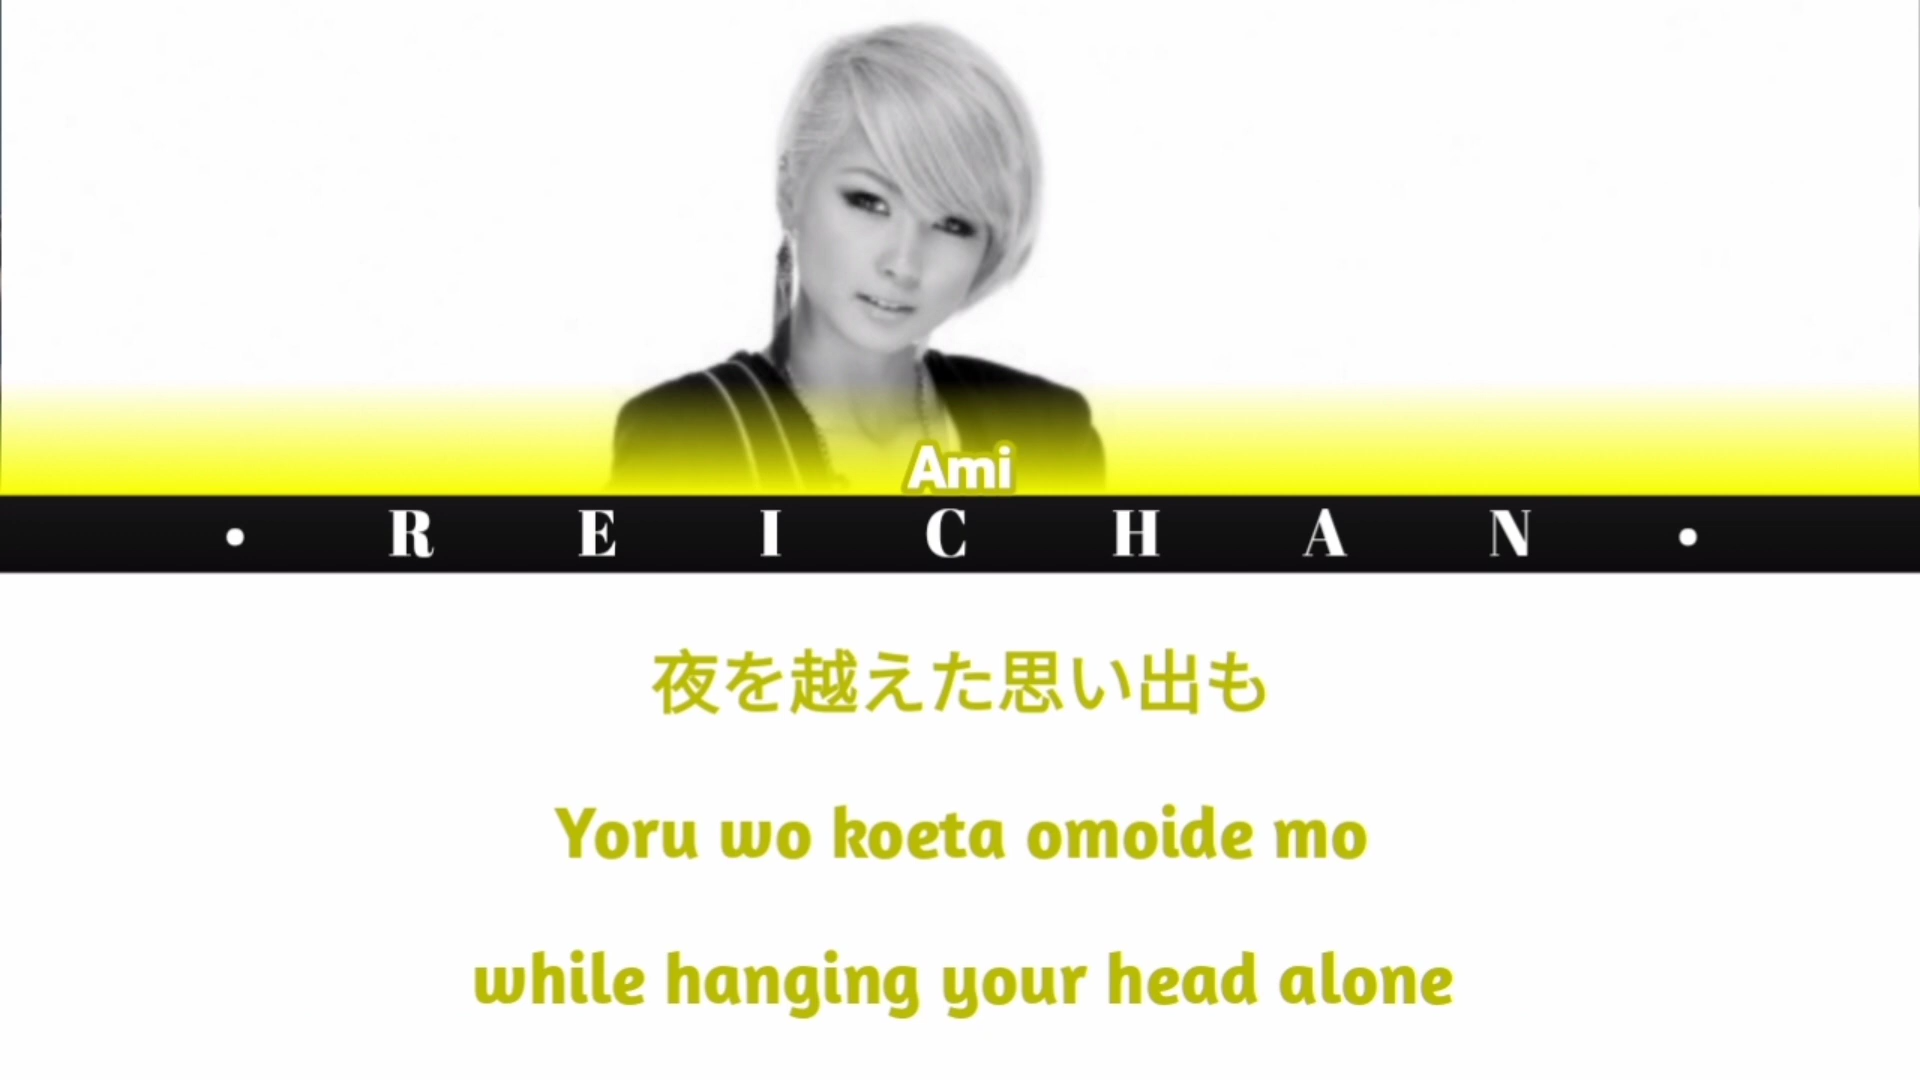 Ami
• R E I C H A N •
夜を越えた思い出も
Yoru wo koeta omoide mo
while hanging your head alone